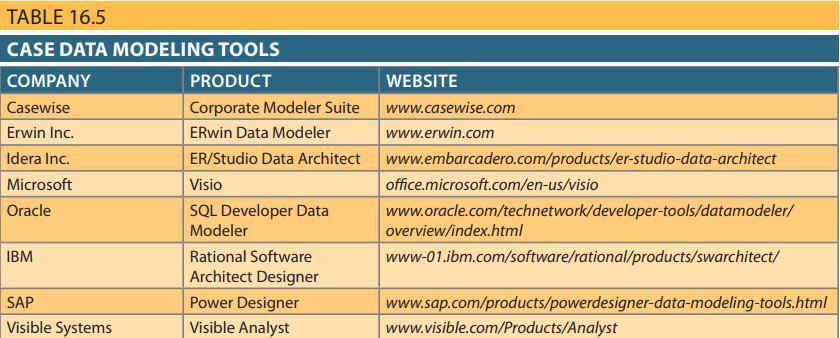 TABLE 16.5
CASE DATA MODELING TOOLS
COMPANY PRODUCT WEBSITE
Casewise Corporate Modeler Suite www.casewise.com
Erwin Inc. ERwin Data Modeler www.erwin.com
Idera Inc. ER/Studio Data Architect www.embarcadero.com/products/er-studio-data-architect
Microsoft Visio office.microsoft.com/en-us/visio
Oracle SQL Developer Data www.oracle.com/technetwork/developer-tools/datamodeler/
Modeler overview/index.html
IBM Rational Software www-01.ibm.com/software/rational/products/swarchitect/
Architect Designer
SAP Power Designer www.sap.com/products/powerdesigner-data-modeling-tools.html
Visible Systems Visible Analyst www.visible.com/Products/Analyst